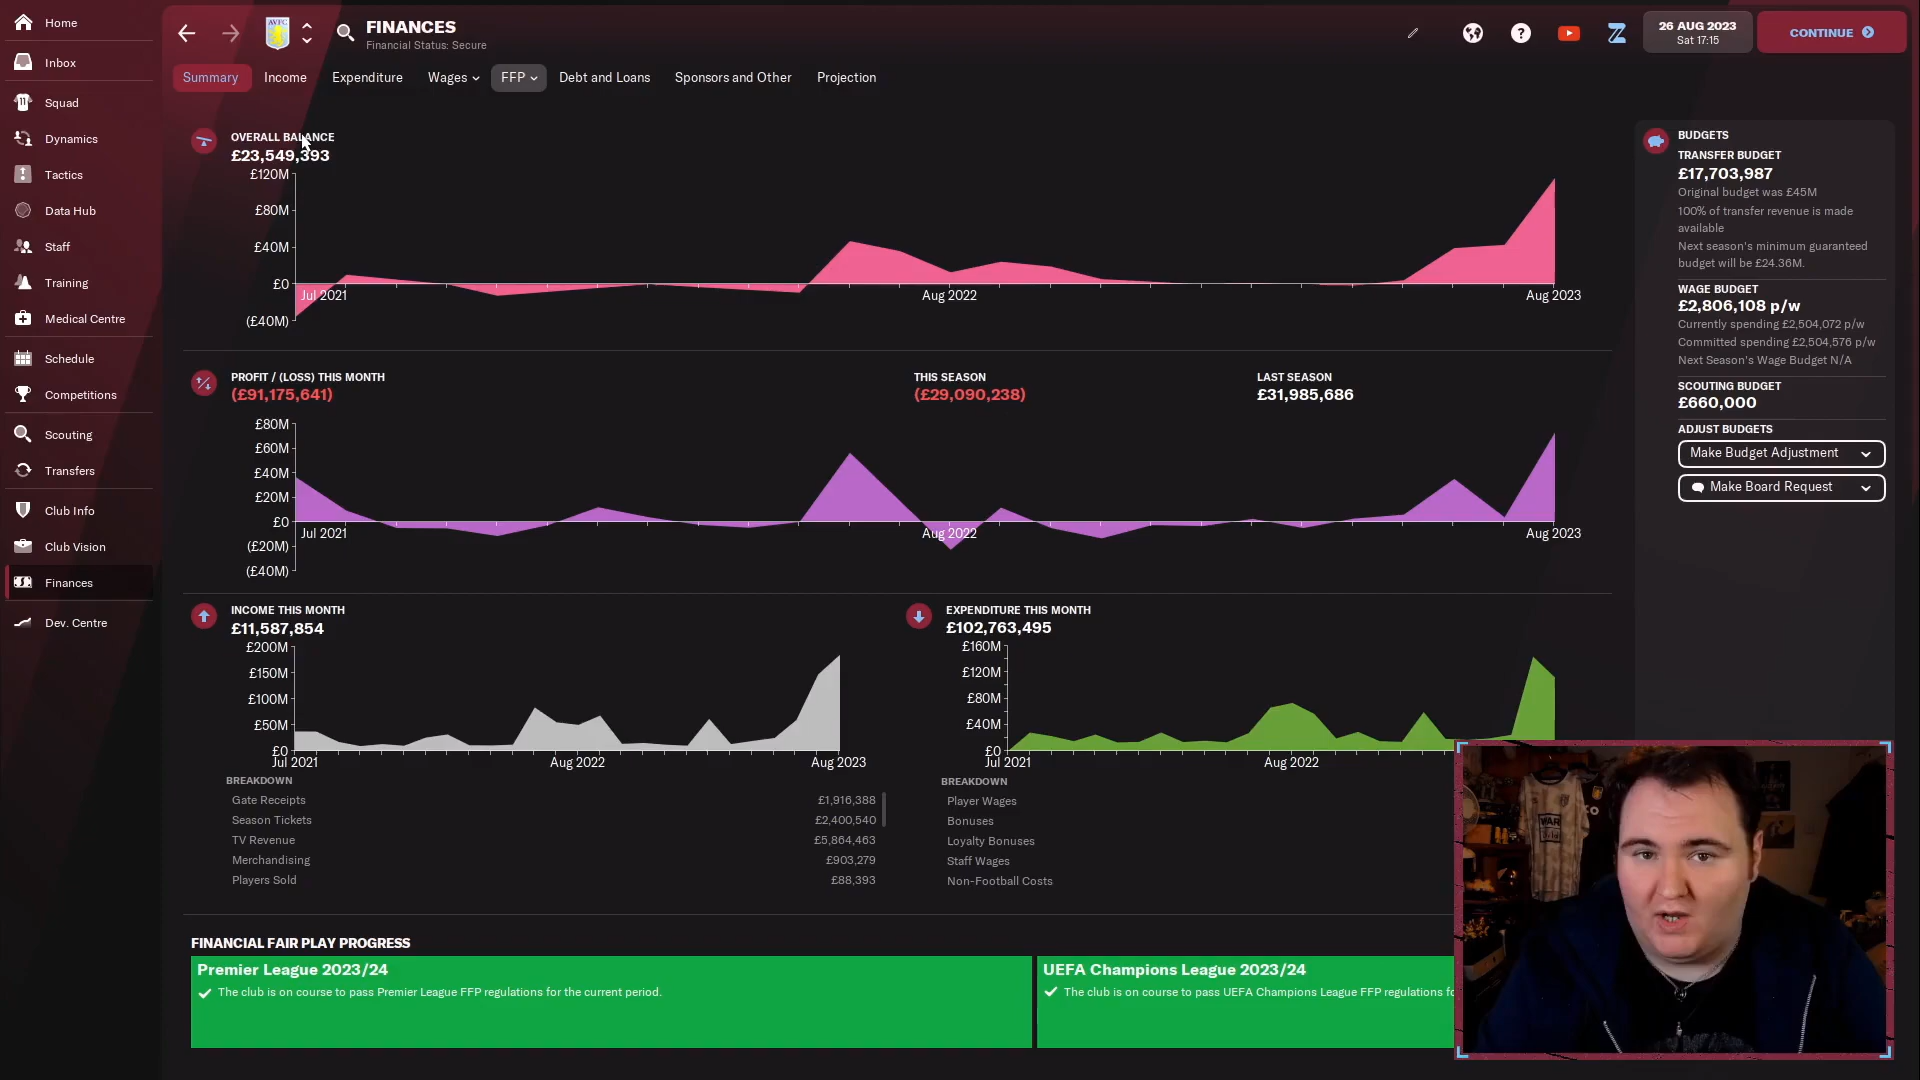 Home
Inbox
Squad
Dynamics
Tactics
Data Hub
Staff
Training
Medical Centre
Schedule
Competitions
Scouting
Transfers
Club Info
Club Vision
Finances
Dev. Centre
AVFC
FINANCES
Financial Status: Secure
26 AUG 2023
Sat 17:15
CONTINUE
Summary
Income
Expenditure
Wages
FFP
Debt and Loans
Sponsors and Other
Projection
OVERALL BALANCE
£23,549,393
£120M
£80M
£40M
£0
(£40M)
Jul 2021
Aug 2022
Aug 2023
PROFIT / (LOSS) THIS MONTH
(£91,175,641)
THIS SEASON
(£29,090,238)
LAST SEASON
£31,985,686
£80M
£60M
£40M
£20M
£0
(£20M)
(£40M)
Jul 2021
Aug 2022
Aug 2023
INCOME THIS MONTH
£11,587,854
£200M
£150M
£100M
£50M
£0
Jul 2021
Aug 2022
Aug 2023
BREAKDOWN
Gate Receipts £1,916,388
Season Tickets £2,400,540
TV Revenue £5,864,463
Merchandising £903,279
Players Sold £88,393
EXPENDITURE THIS MONTH
£102,763,495
£160M
£120M
£80M
£40M
£0
Jul 2021
Aug 2022
BREAKDOWN
Player Wages
Bonuses
Loyalty Bonuses
Staff Wages
Non-Football Costs
FINANCIAL FAIR PLAY PROGRESS
Premier League 2023/24
The club is on course to pass Premier League FFP regulations for the current period.
UEFA Champions League 2023/24
The club is on course to pass UEFA Champions League FFP regulations
BUDGETS
TRANSFER BUDGET
£17,703,987
Original budget was £45M
100% of transfer revenue is made
available
Next season's minimum guaranteed
budget will be £24.36M.
WAGE BUDGET
£2,806,108 p/w
Currently spending £2,504,072 p/w
Committed spending £2,504,576 p/w
Next Season's Wage Budget N/A
SCOUTING BUDGET
£660,000
ADJUST BUDGETS
Make Budget Adjustment
Make Board Request
WAR